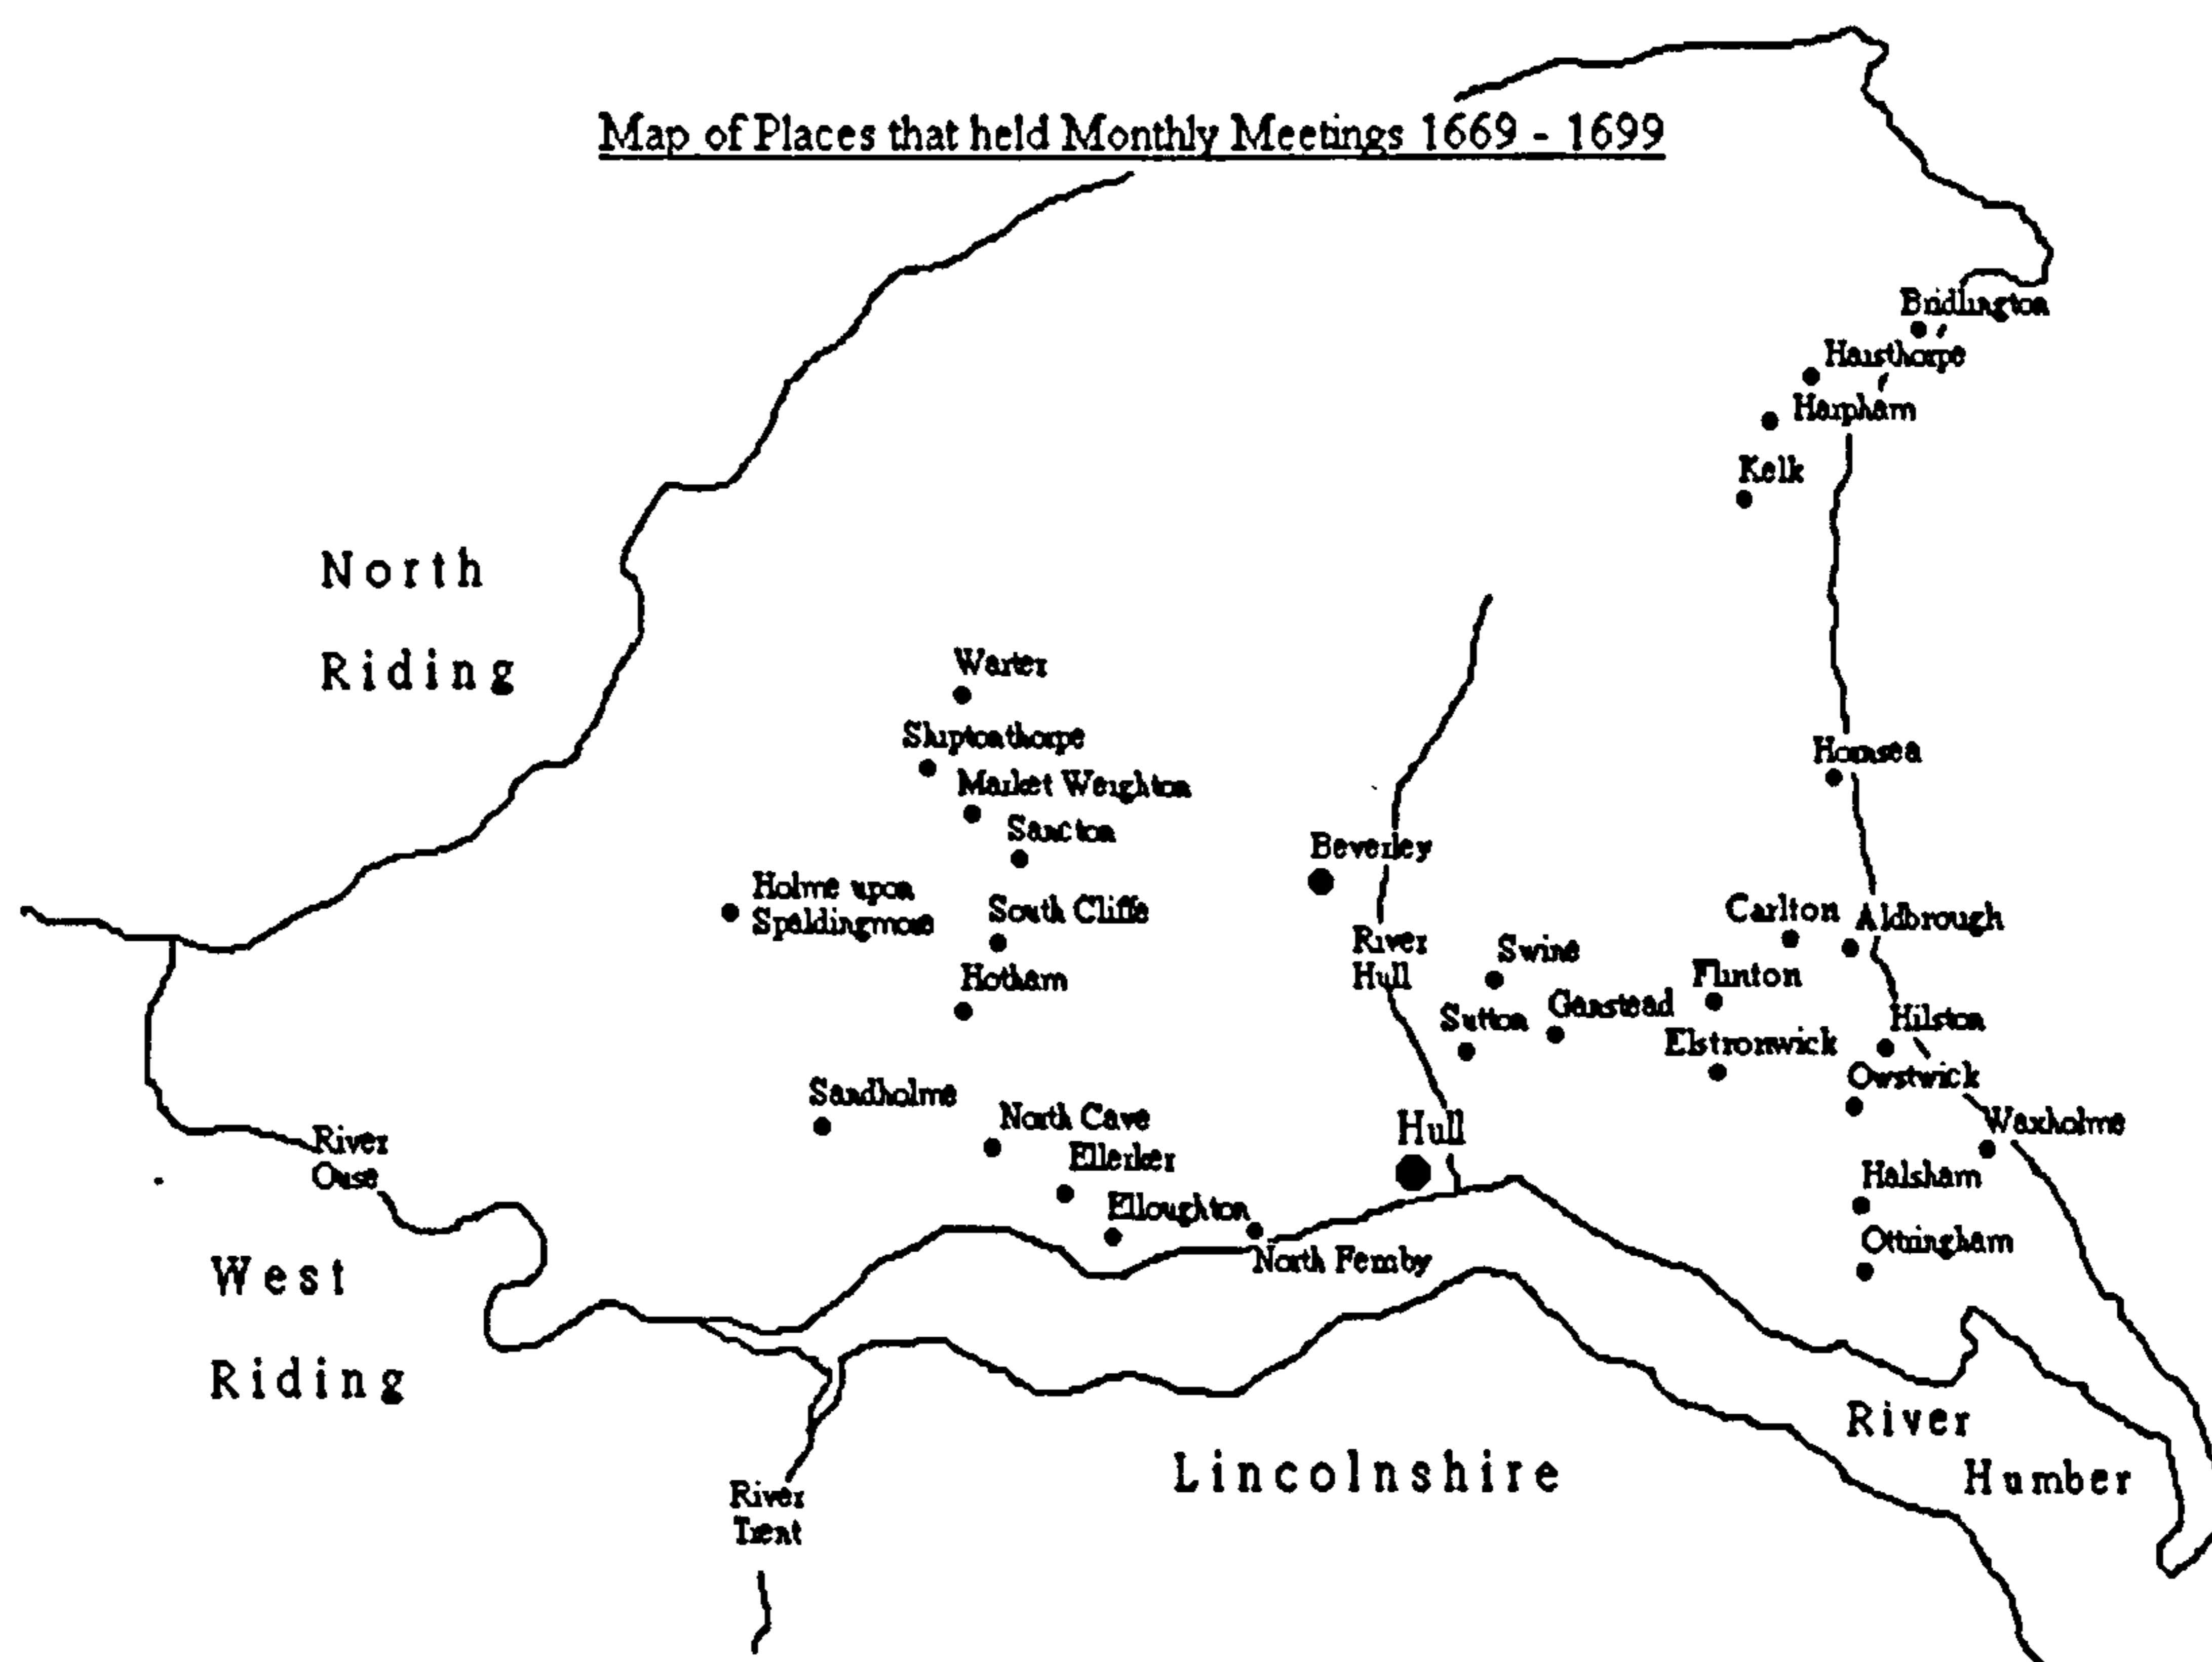 Map of Places that held Monthly Meetings 1669 - 1699
Bridlington
Haisthorpe
Harpham
Kelk
North
Riding
Warter
Shiptonthorpe
Hornsea
Market Weighton
Sancton
Beverley
Holme upon
Spaldingmore
South Cliffe
Carlton
Aldbrough
River
Hull
Swine
Hotham
Flinton
Ganstead
Sutton
Hilston
Elstronwick
Owstwick
Sandholme
North Cave
Hull
Waxholme
River
Ouse
Ellerker
Halsham
Elloughton
Ottringham
North Ferriby
West
Riding
River
Humber
Lincolnshire
River
Trent